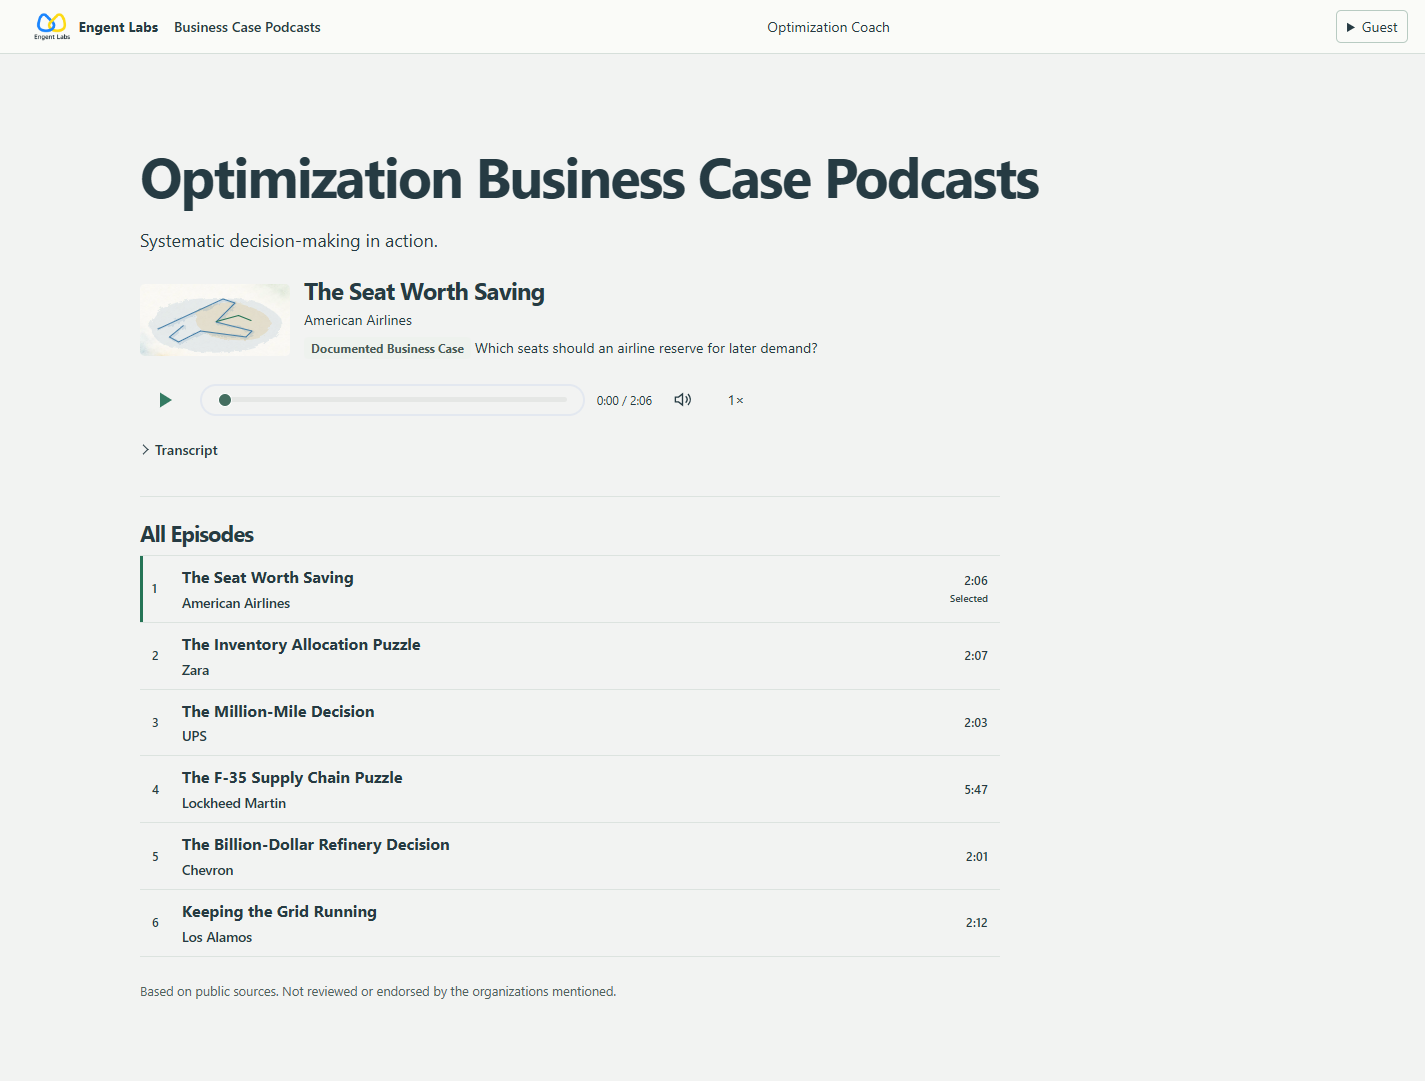 Engent Labs
Engent Labs
Business Case Podcasts
Optimization Coach
▶ Guest
Optimization Business Case Podcasts
Systematic decision-making in action.
The Seat Worth Saving
American Airlines
Documented Business Case Which seats should an airline reserve for later demand?
0:00 / 2:06
1×
Transcript
All Episodes
1
The Seat Worth Saving
American Airlines
2:06
Selected
2
The Inventory Allocation Puzzle
Zara
2:07
3
The Million-Mile Decision
UPS
2:03
4
The F-35 Supply Chain Puzzle
Lockheed Martin
5:47
5
The Billion-Dollar Refinery Decision
Chevron
2:01
6
Keeping the Grid Running
Los Alamos
2:12
Based on public sources. Not reviewed or endorsed by the organizations mentioned.